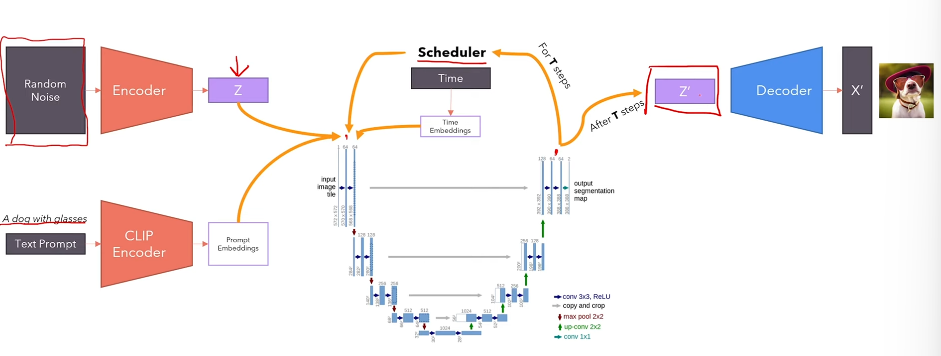 Random
Noise
Encoder
Z
Scheduler
Time
Time
Embeddings
For T steps
After T steps
Z'
Decoder
X'
A dog with glasses
Text Prompt
CLIP
Encoder
Prompt
Embeddings
input
image
tile
1 64 64
128 64 64 2
output
segmentation
map
128 128
256 128
256 256
512 256
512 512
1024 512
1024
conv 3x3, ReLU
copy and crop
max pool 2x2
up-conv 2x2
conv 1x1